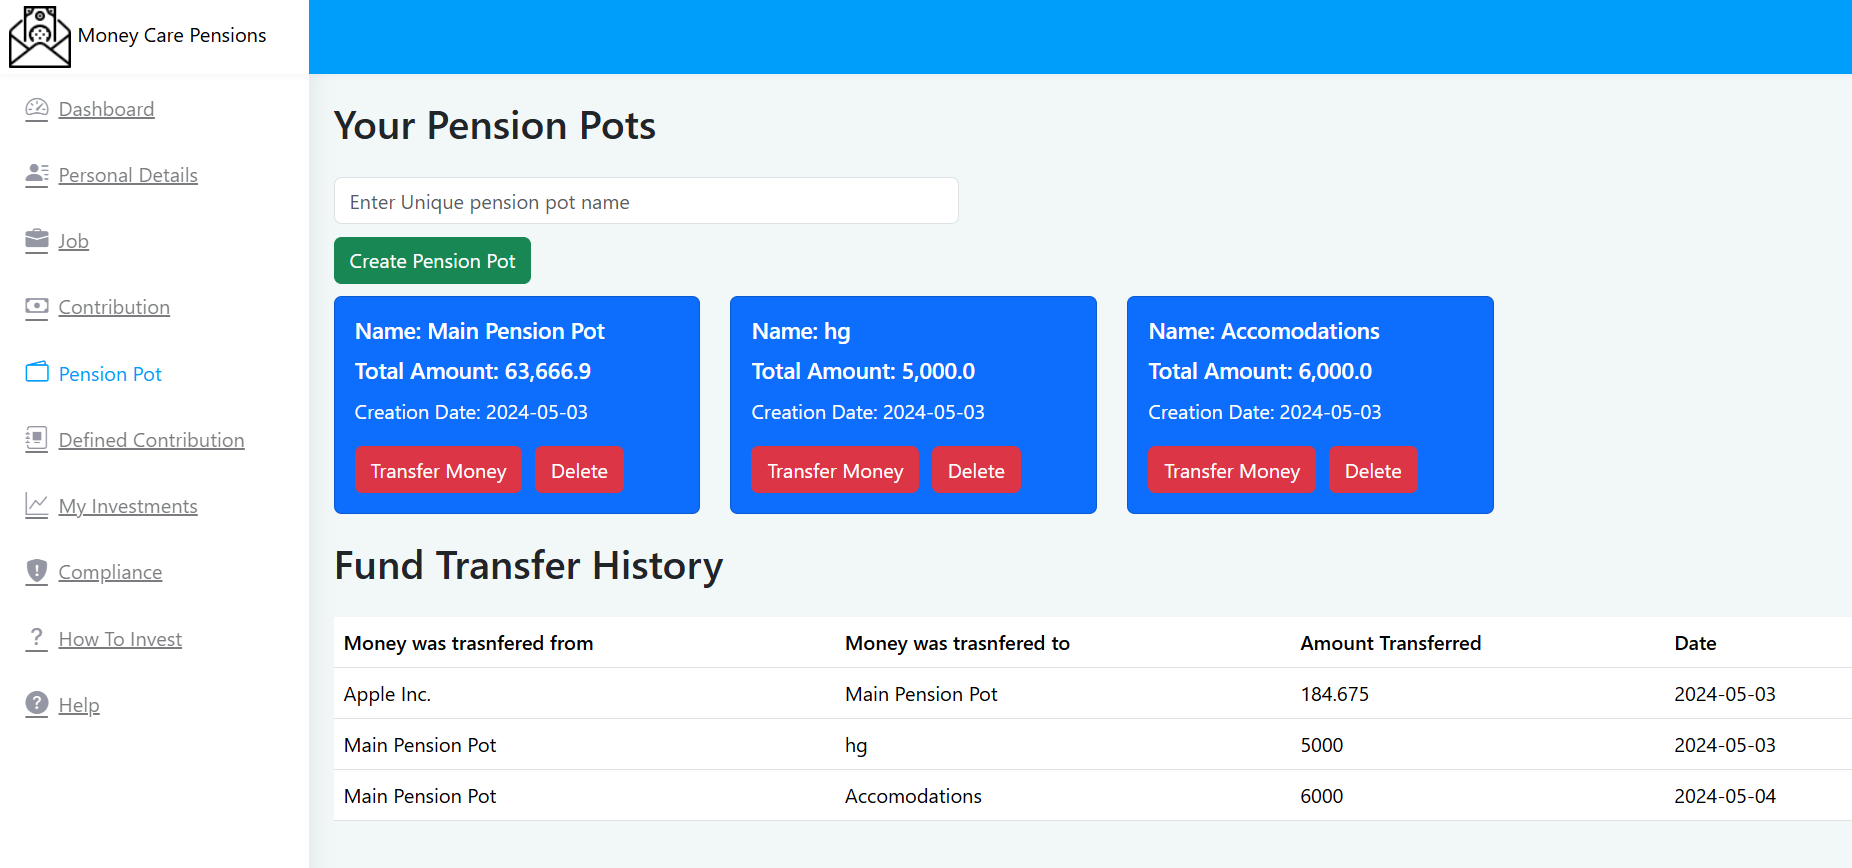 Money Care Pensions
Dashboard
Personal Details
Job
Contribution
Pension Pot
Defined Contribution
My Investments
Compliance
How To Invest
Help
Your Pension Pots
Enter Unique pension pot name
Create Pension Pot
Name: Main Pension Pot
Total Amount: 63,666.9
Creation Date: 2024-05-03
Transfer Money Delete
Name: hg
Total Amount: 5,000.0
Creation Date: 2024-05-03
Transfer Money Delete
Name: Accomodations
Total Amount: 6,000.0
Creation Date: 2024-05-03
Transfer Money Delete
Fund Transfer History
Money was trasnfered from Money was trasnfered to Amount Transferred Date
Apple Inc. Main Pension Pot 184.675 2024-05-03
Main Pension Pot hg 5000 2024-05-03
Main Pension Pot Accomodations 6000 2024-05-04